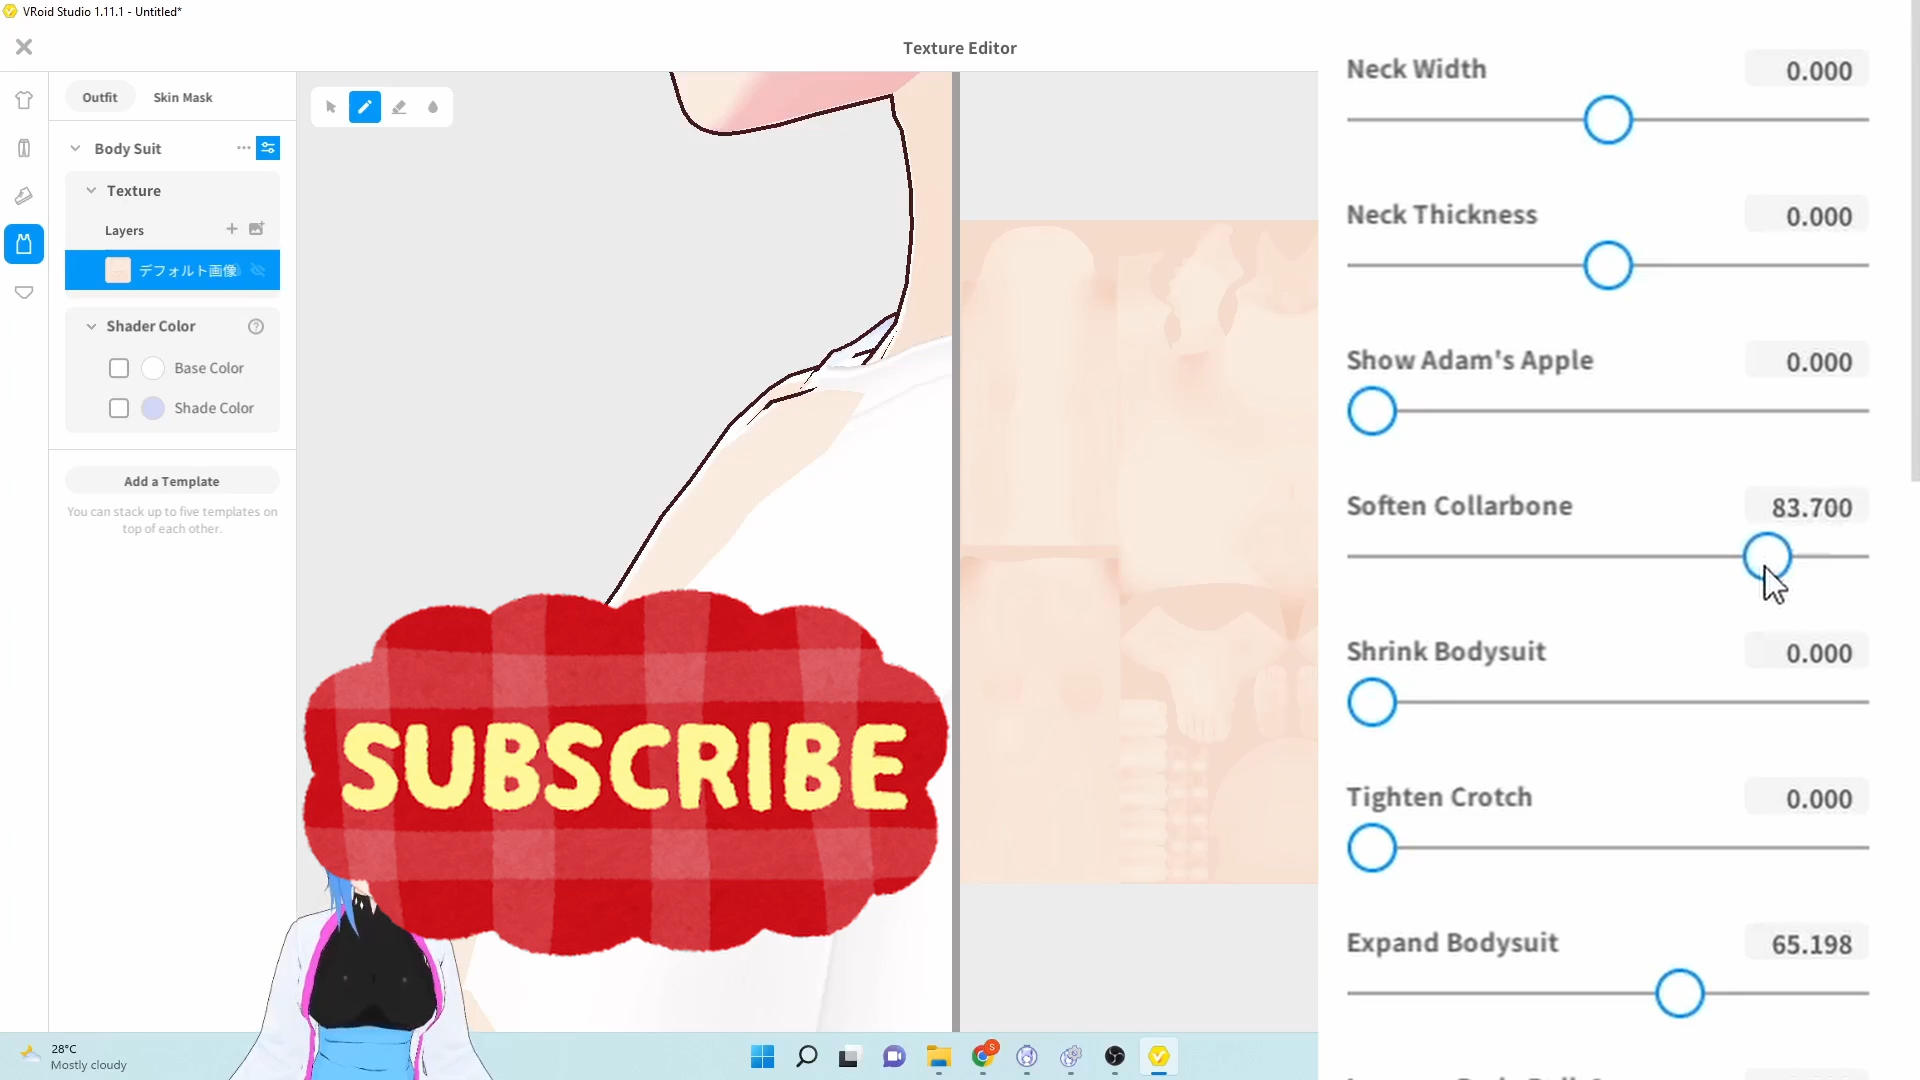 VRoid Studio 1.11.1 - Untitled*
Texture Editor
Outfit
Skin Mask
Body Suit
Texture
Layers
デフォルト画像
Shader Color
Base Color
Shade Color
Add a Template
You can stack up to five templates on
top of each other.
Neck Width
0.000
Neck Thickness
0.000
Show Adam's Apple
0.000
Soften Collarbone
83.700
Shrink Bodysuit
0.000
Tighten Crotch
0.000
Expand Bodysuit
65.198
SUBSCRIBE
28°C
Mostly cloudy